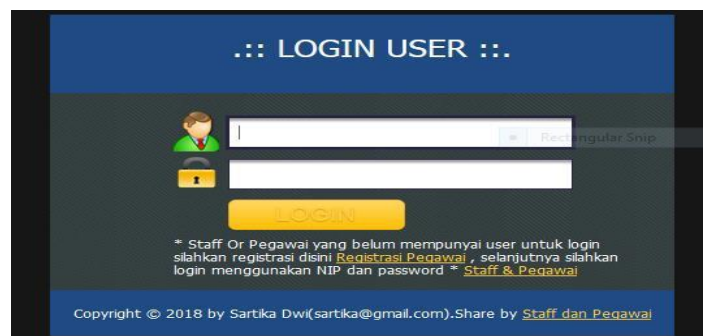 .:: LOGIN USER ::.
Rectangular Snip
LOGIN
* Staff Or Pegawai yang belum mempunyai user untuk login
silahkan registrasi disini Registrasi Pegawai , selanjutnya silahkan
login menggunakan NIP dan password * Staff & Pegawai
Copyright © 2018 by Sartika Dwi(sartika@gmail.com).Share by Staff dan Pegawai